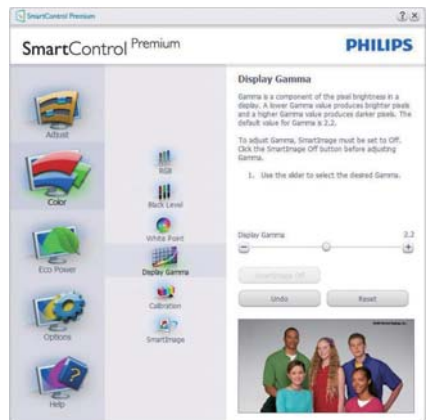 SmartControl Premium
SmartControl Premium
PHILIPS
Adjust
Color
Eco Power
Options
Help
RGB
Black Level
White Point
Display Gamma
Calibration
SmartImage
Display Gamma
Gamma is a component of the pixel brightness in a
display. A lower Gamma value produces brighter pixels
and a higher Gamma value produces darker pixels. The
default value for Gamma is 2.2.
To adjust Gamma, SmartImage must be set to Off.
Click the SmartImage Off button before adjusting
Gamma.
1. Use the slider to select the desired Gamma.
Display Gamma 2.2
SmartImage Off
Undo Reset